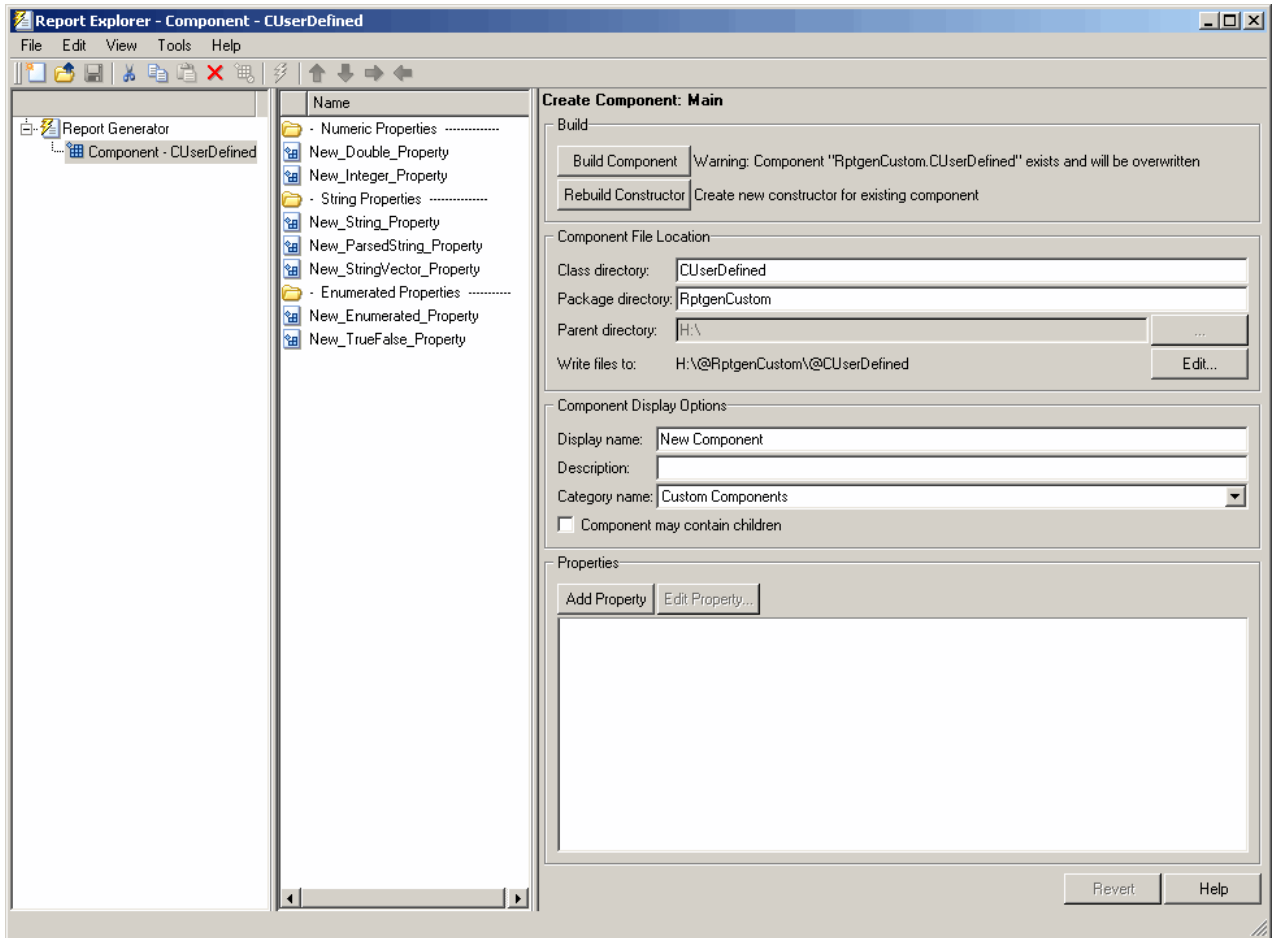 Report Explorer - Component - CUserDefined
File Edit View Tools Help
Report Generator
Component - CUserDefined
Name
- Numeric Properties -------------
New_Double_Property
New_Integer_Property
- String Properties --------------
New_String_Property
New_ParsedString_Property
New_StringVector_Property
- Enumerated Properties ----------
New_Enumerated_Property
New_TrueFalse_Property
Create Component: Main
Build
Build Component Warning: Component "RptgenCustom.CUserDefined" exists and will be overwritten
Rebuild Constructor Create new constructor for existing component
Component File Location
Class directory: CUserDefined
Package directory: RptgenCustom
Parent directory: H:\ ...
Write files to: H:\@RptgenCustom\@CUserDefined Edit...
Component Display Options
Display name: New Component
Description:
Category name: Custom Components
Component may contain children
Properties
Add Property Edit Property...
Revert Help